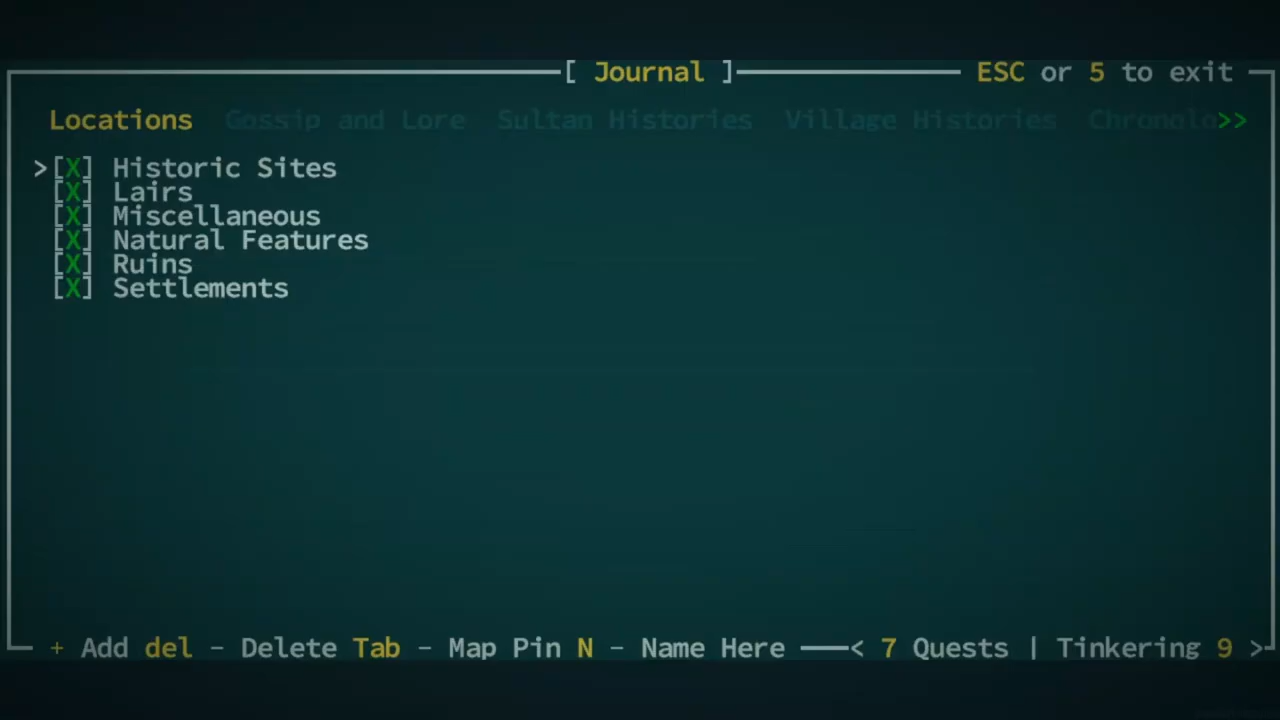 [ Journal ] ESC or 5 to exit
Locations Gossip and Lore Sultan Histories Village Histories Chronolo>>
>[X] Historic Sites
[X] Lairs
[X] Miscellaneous
[X] Natural Features
[X] Ruins
[X] Settlements
+ Add del - Delete Tab - Map Pin N - Name Here < 7 Quests | Tinkering 9 >